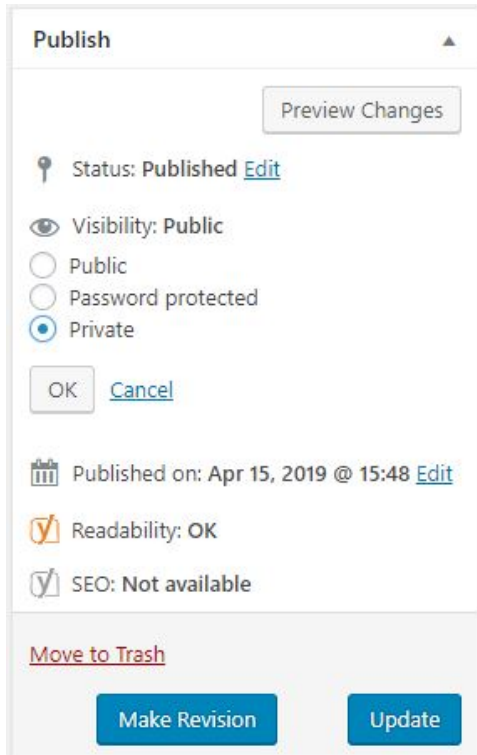 Publish
Preview Changes
Status: Published Edit
Visibility: Public
Public
Password protected
Private
OK Cancel
Published on: Apr 15, 2019 @ 15:48 Edit
Readability: OK
SEO: Not available
Move to Trash
Make Revision Update